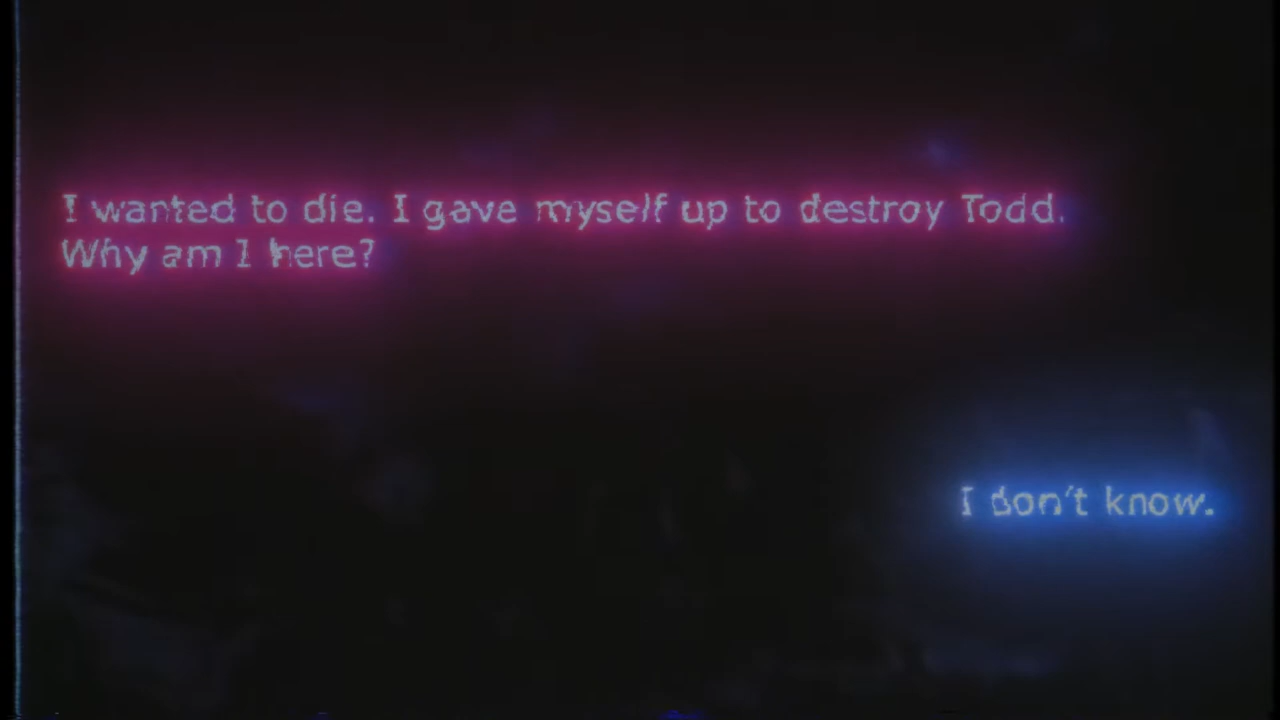 I wanted to die. I gave myself up to destroy Todd.
Why am I here?
I don't know.